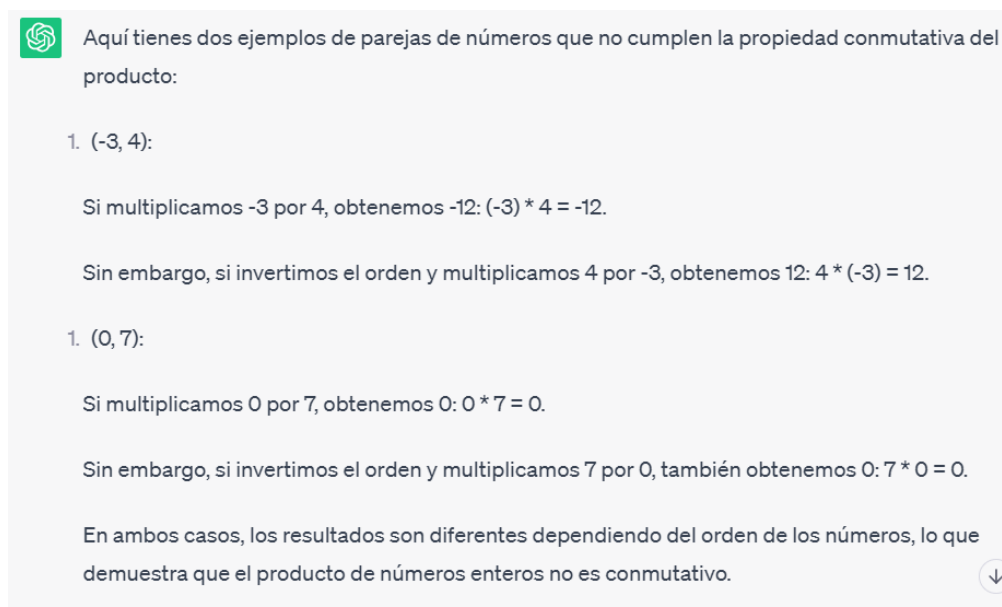 Aquí tienes dos ejemplos de parejas de números que no cumplen la propiedad conmutativa del
producto:
1. (-3, 4):
Si multiplicamos -3 por 4, obtenemos -12: (-3) * 4 = -12.
Sin embargo, si invertimos el orden y multiplicamos 4 por -3, obtenemos 12: 4 * (-3) = 12.
1. (0, 7):
Si multiplicamos 0 por 7, obtenemos 0: 0 * 7 = 0.
Sin embargo, si invertimos el orden y multiplicamos 7 por 0, también obtenemos 0: 7 * 0 = 0.
En ambos casos, los resultados son diferentes dependiendo del orden de los números, lo que
demuestra que el producto de números enteros no es conmutativo.